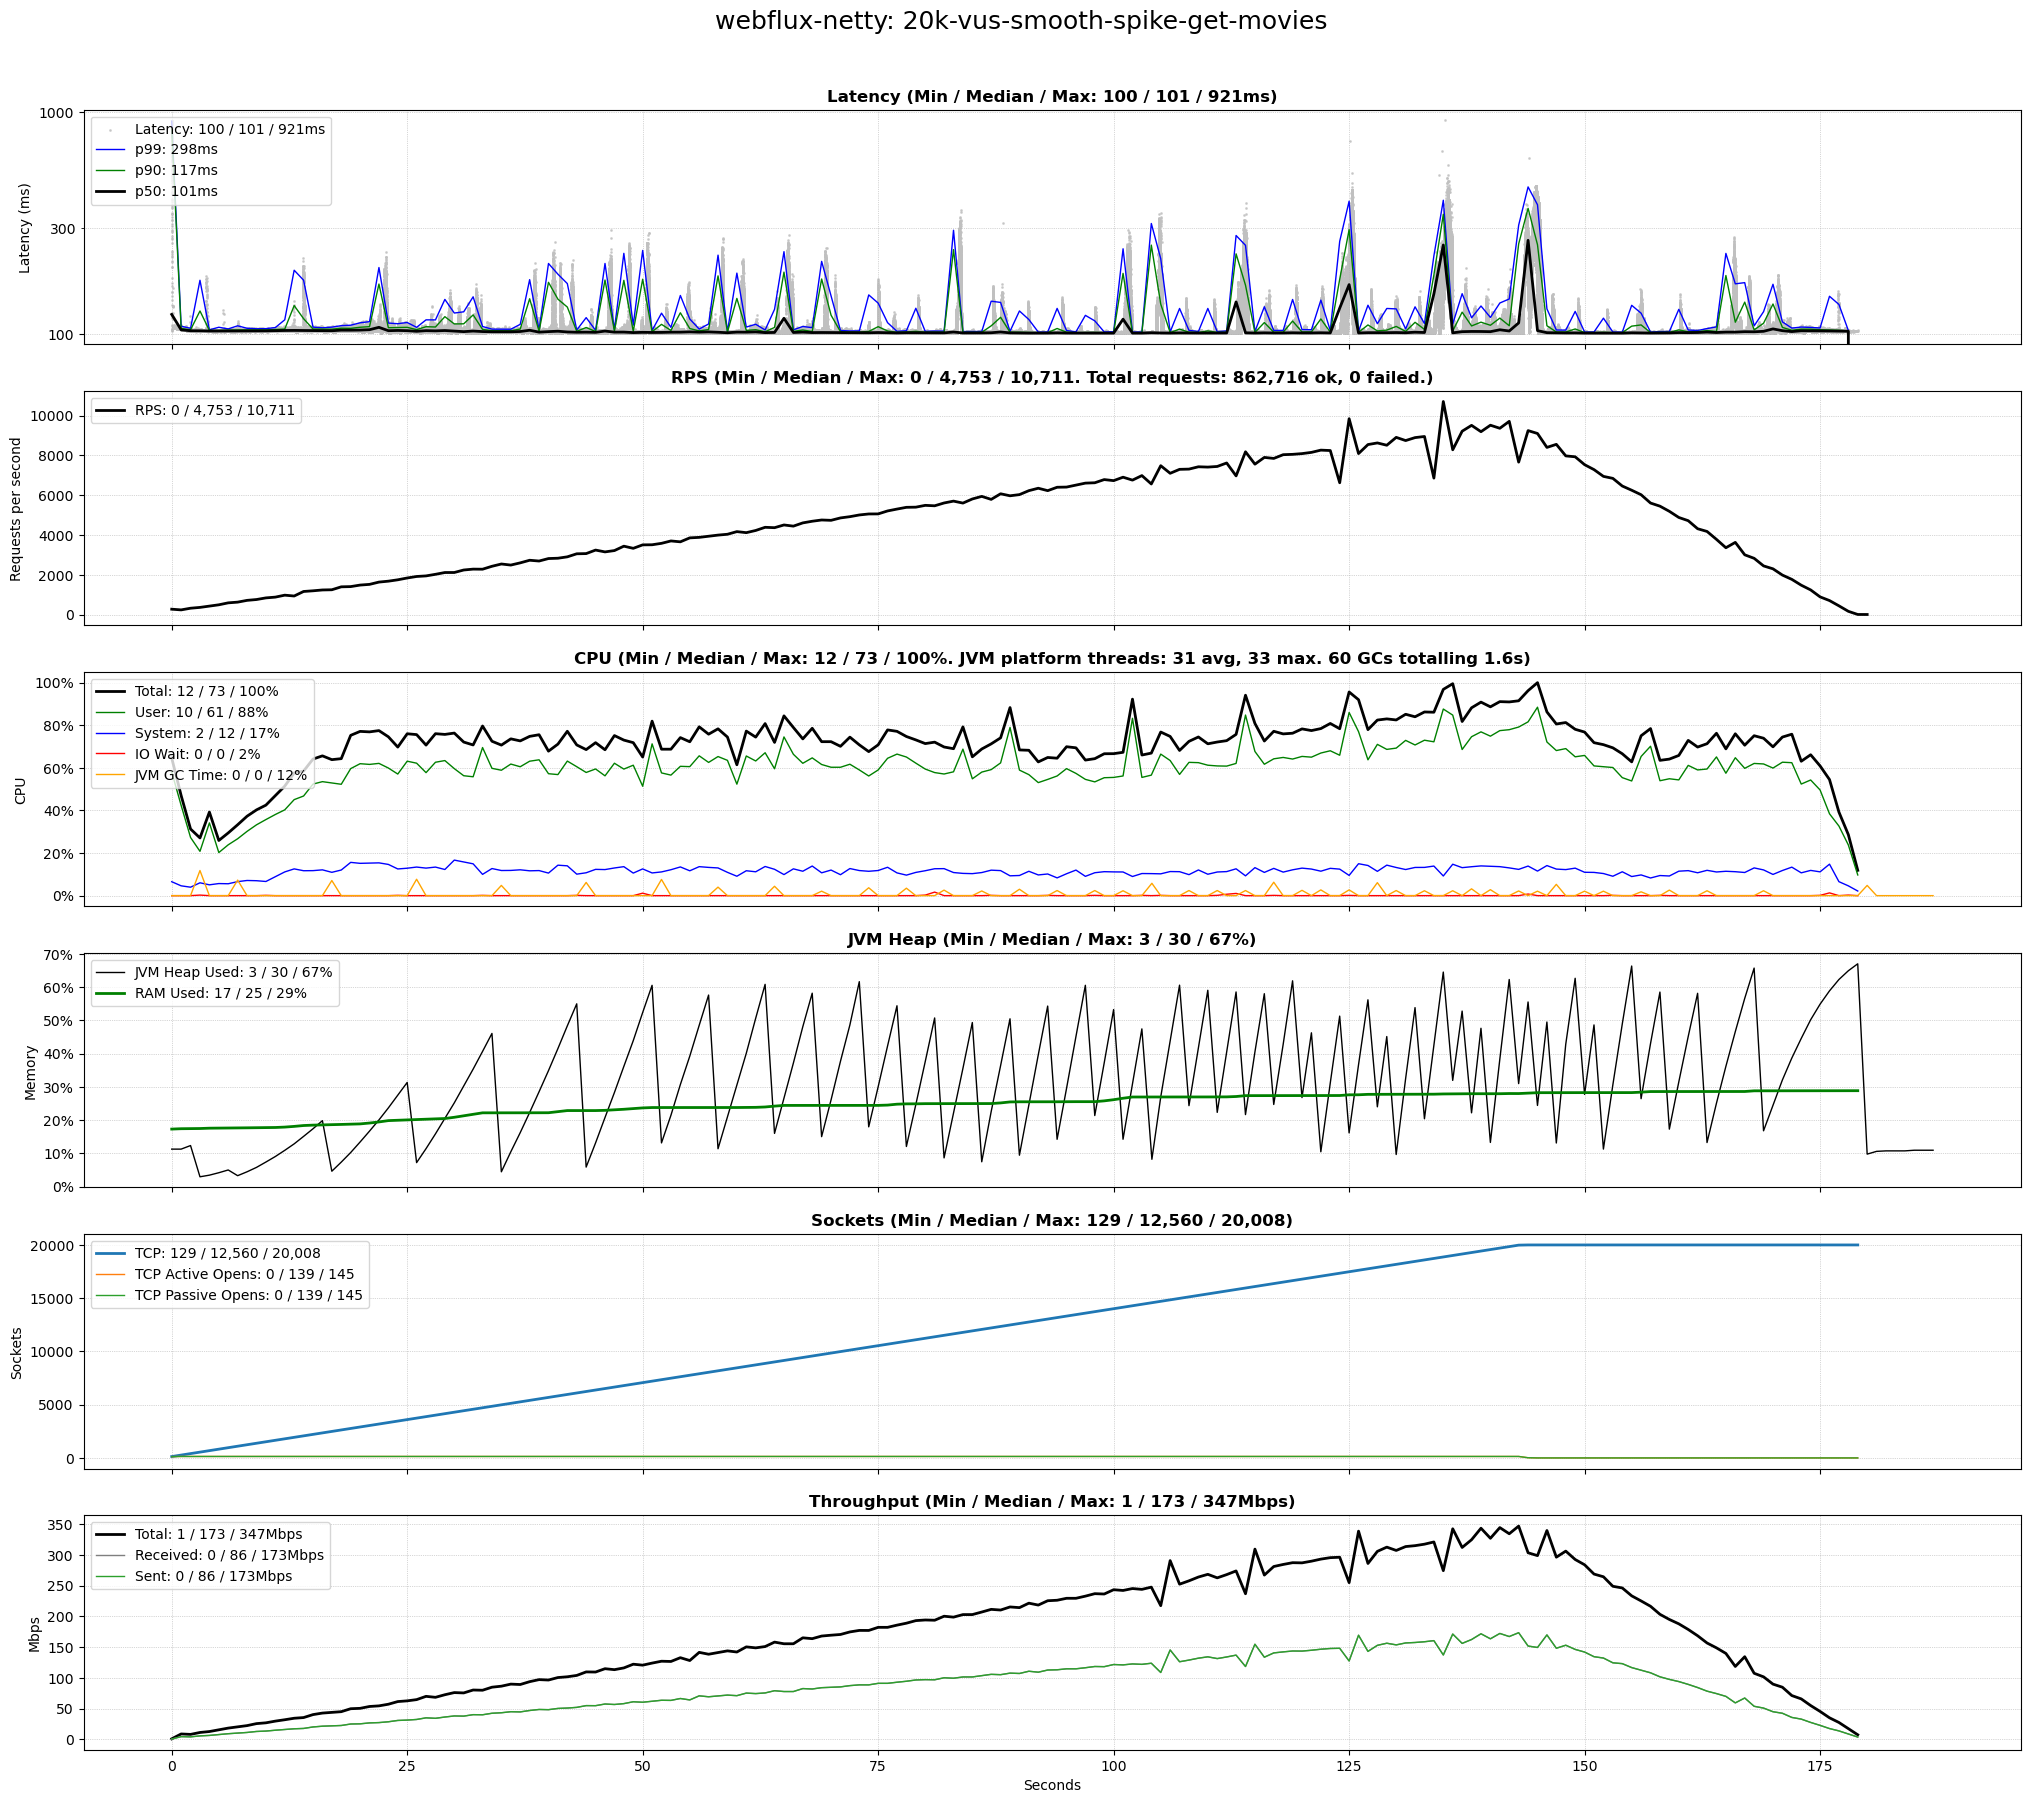 webflux-netty: 20k-vus-smooth-spike-get-movies
Latency (Min / Median / Max: 100 / 101 / 921ms)
1000
300
100
Latency (ms)
Latency: 100 / 101 / 921ms
p99: 298ms
p90: 117ms
p50: 101ms
RPS (Min / Median / Max: 0 / 4,753 / 10,711. Total requests: 862,716 ok, 0 failed.)
10000
8000
6000
4000
2000
0
Requests per second
RPS: 0 / 4,753 / 10,711
CPU (Min / Median / Max: 12 / 73 / 100%. JVM platform threads: 31 avg, 33 max. 60 GCs totalling 1.6s)
100%
80%
60%
40%
20%
0%
CPU
Total: 12 / 73 / 100%
User: 10 / 61 / 88%
System: 2 / 12 / 17%
IO Wait: 0 / 0 / 2%
JVM GC Time: 0 / 0 / 12%
JVM Heap (Min / Median / Max: 3 / 30 / 67%)
70%
60%
50%
40%
30%
20%
10%
0%
Memory
JVM Heap Used: 3 / 30 / 67%
RAM Used: 17 / 25 / 29%
Sockets (Min / Median / Max: 129 / 12,560 / 20,008)
20000
15000
10000
5000
0
Sockets
TCP: 129 / 12,560 / 20,008
TCP Active Opens: 0 / 139 / 145
TCP Passive Opens: 0 / 139 / 145
Throughput (Min / Median / Max: 1 / 173 / 347Mbps)
350
300
250
200
150
100
50
0
Mbps
Total: 1 / 173 / 347Mbps
Received: 0 / 86 / 173Mbps
Sent: 0 / 86 / 173Mbps
0 25 50 75 100 125 150 175
Seconds